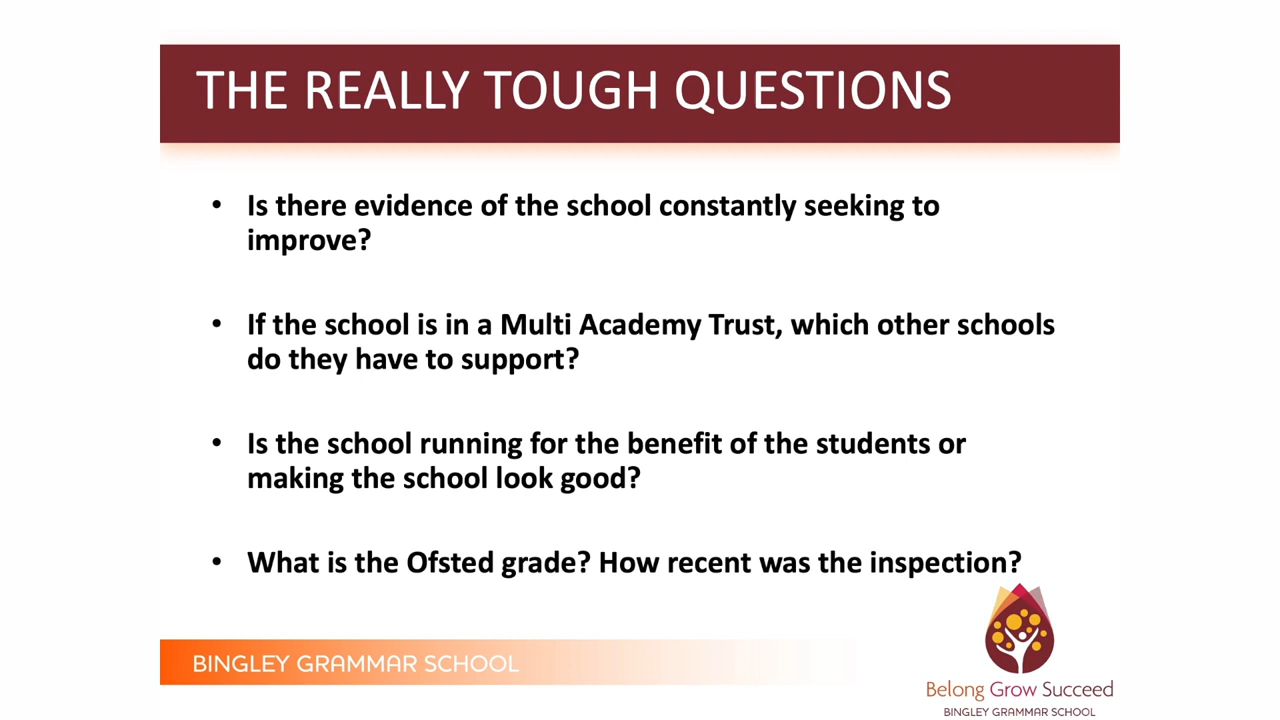 THE REALLY TOUGH QUESTIONS
• Is there evidence of the school constantly seeking to
improve?
• If the school is in a Multi Academy Trust, which other schools
do they have to support?
• Is the school running for the benefit of the students or
making the school look good?
• What is the Ofsted grade? How recent was the inspection?
BINGLEY GRAMMAR SCHOOL
Belong Grow Succeed
BINGLEY GRAMMAR SCHOOL